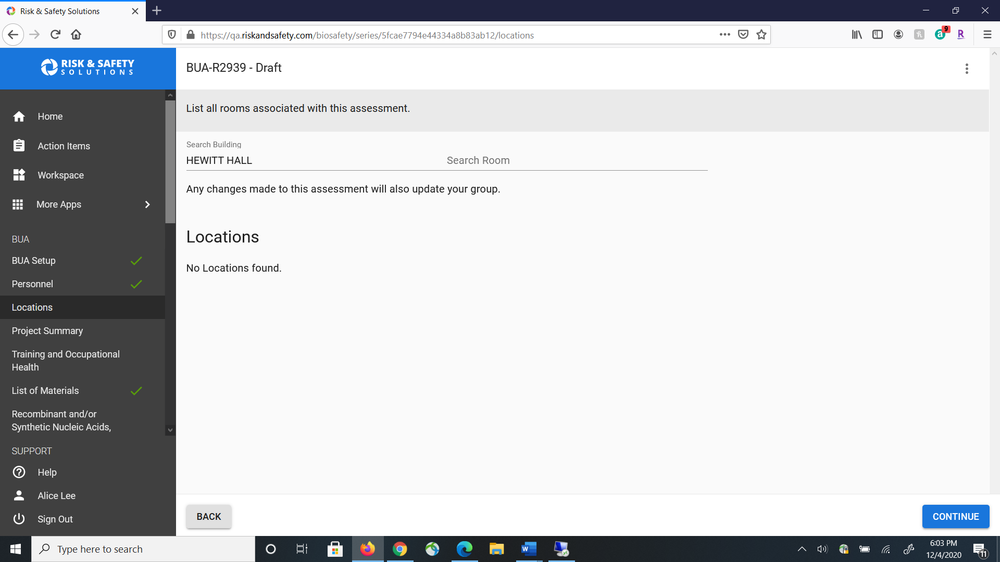 Risk & Safety Solutions
https://qa.riskandsafety.com/biosafety/series/5fcae7794e44334a8b83ab12/locations
9
RISK & SAFETY
SOLUTIONS
BUA-R2939 - Draft
List all rooms associated with this assessment.
Home
Action Items
Workspace
More Apps
BUA
BUA Setup
Personnel
Locations
Project Summary
Training and Occupational
Health
List of Materials
Recombinant and/or
Synthetic Nucleic Acids,
SUPPORT
Help
Alice Lee
Sign Out
Search Building
HEWITT HALL
Search Room
Any changes made to this assessment will also update your group.
Locations
No Locations found.
BACK
CONTINUE
Type here to search
6:03 PM
12/4/2020
11